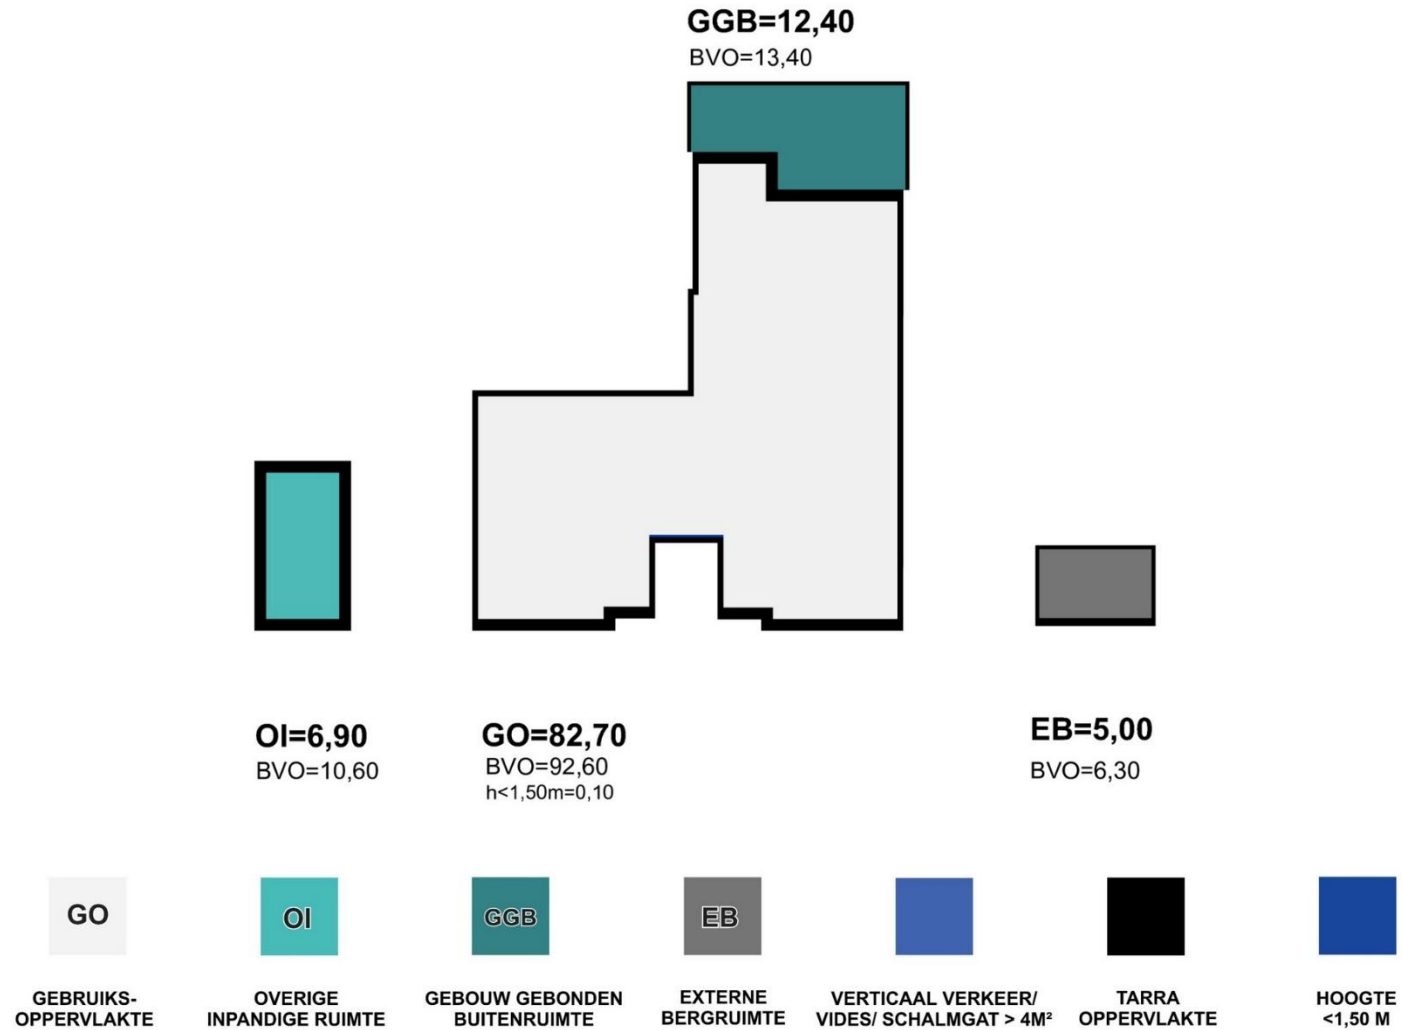 GGB=12,40
BVO=13,40
OI=6,90
BVO=10,60
GO=82,70
BVO=92,60
h<1,50m=0,10
EB=5,00
BVO=6,30
GO
OI
GGB
EB
GEBRUIKS-
OPPERVLAKTE
OVERIGE
INPANDIGE RUIMTE
GEBOUW GEBONDEN
BUITENRUIMTE
EXTERNE
BERGRUIMTE
VERTICAAL VERKEER/
VIDES/ SCHALMGAT > 4M²
TARRA
OPPERVLAKTE
HOOGTE
<1,50 M